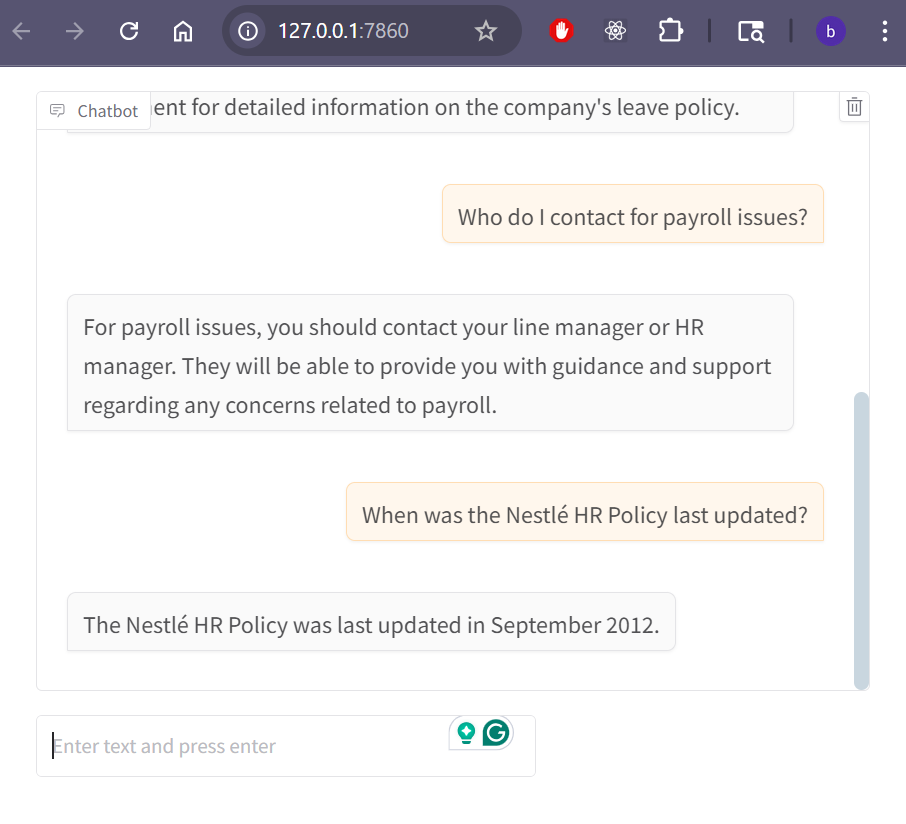 127.0.0.1:7860
b
Chatbot
ent for detailed information on the company's leave policy.
Who do I contact for payroll issues?
For payroll issues, you should contact your line manager or HR
manager. They will be able to provide you with guidance and support
regarding any concerns related to payroll.
When was the Nestlé HR Policy last updated?
The Nestlé HR Policy was last updated in September 2012.
Enter text and press enter